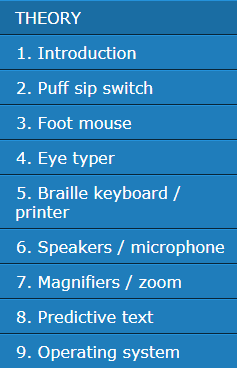 THEORY
1. Introduction
2. Puff sip switch
3. Foot mouse
4. Eye typer
5. Braille keyboard /
printer
6. Speakers / microphone
7. Magnifiers / zoom
8. Predictive text
9. Operating system